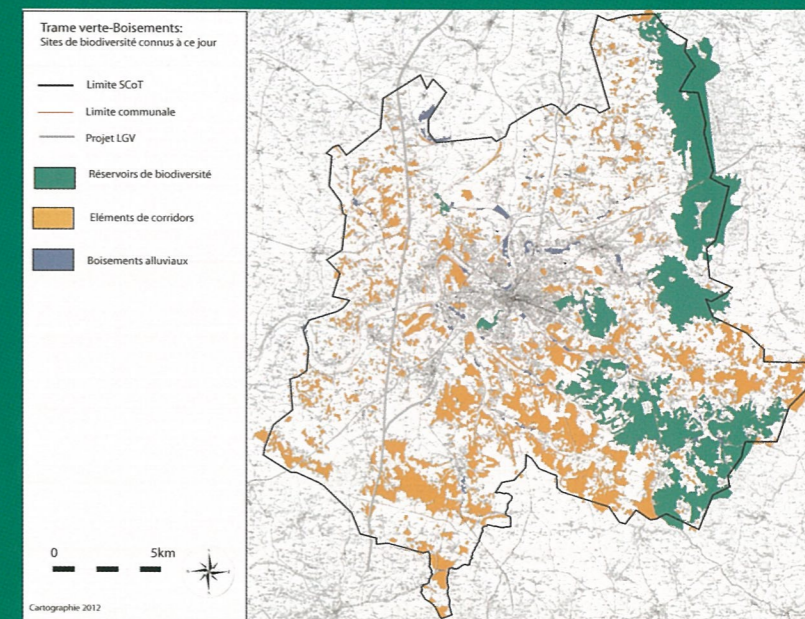 Trame verte-Boisements:
Sites de biodiversité connus à ce jour
Limite SCoT
Limite communale
Projet LGV
Réservoirs de biodiversité
Eléments de corridors
Boisements alluviaux
0 5km
Cartographie 2012